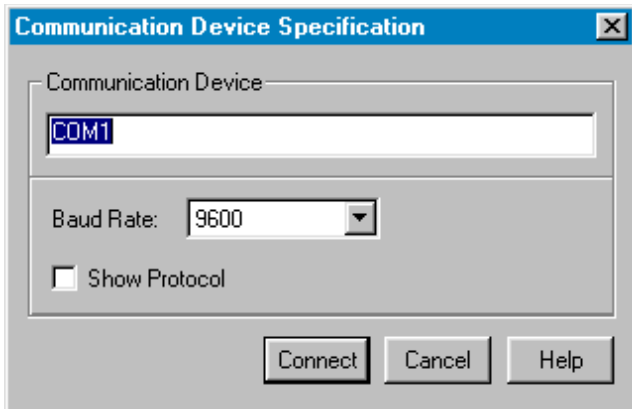 Communication Device Specification
Communication Device
COM1
Baud Rate: 9600
Show Protocol
Connect Cancel Help